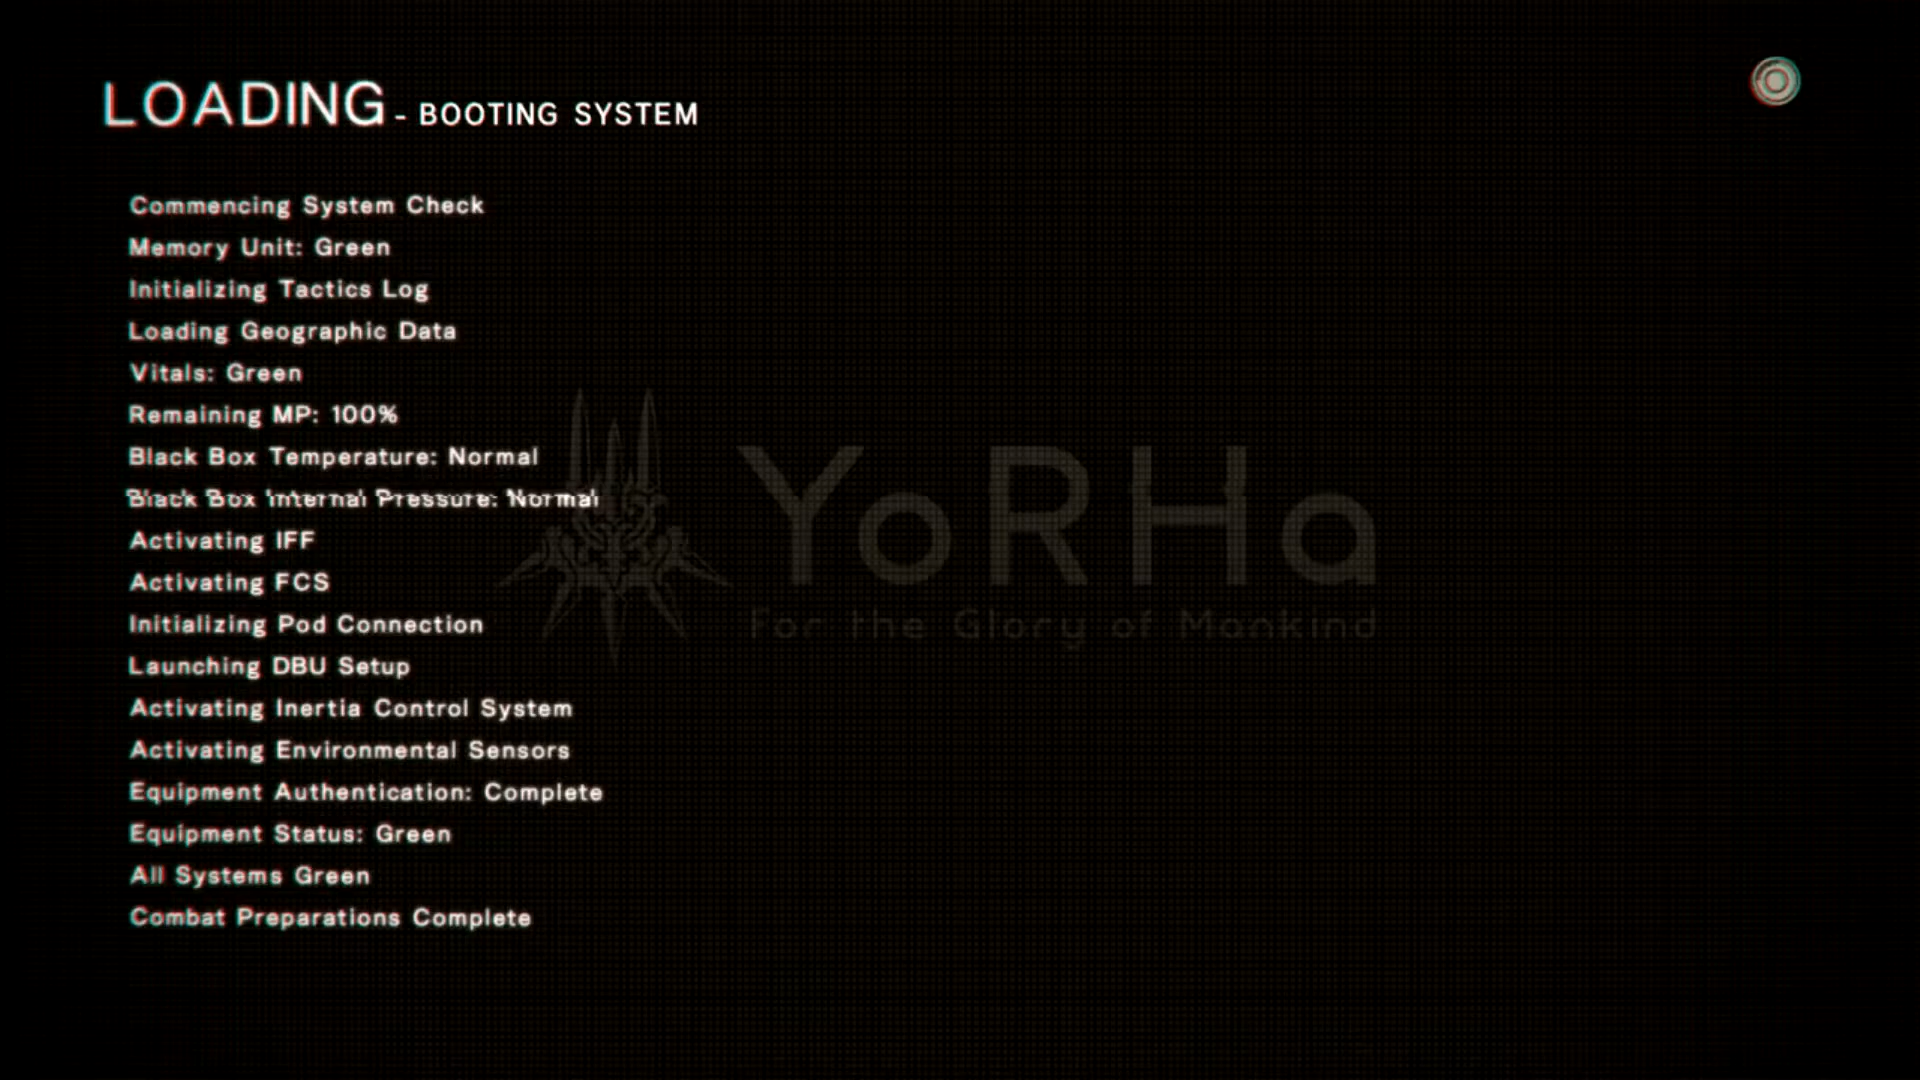 LOADING - BOOTING SYSTEM
Commencing System Check
Memory Unit: Green
Initializing Tactics Log
Loading Geographic Data
Vitals: Green
Remaining MP: 100%
Black Box Temperature: Normal
Black Box Internal Pressure: Normal
Activating IFF
Activating FCS
Initializing Pod Connection
Launching DBU Setup
Activating Inertia Control System
Activating Environmental Sensors
Equipment Authentication: Complete
Equipment Status: Green
All Systems Green
Combat Preparations Complete
YoRHa
For the Glory of Mankind